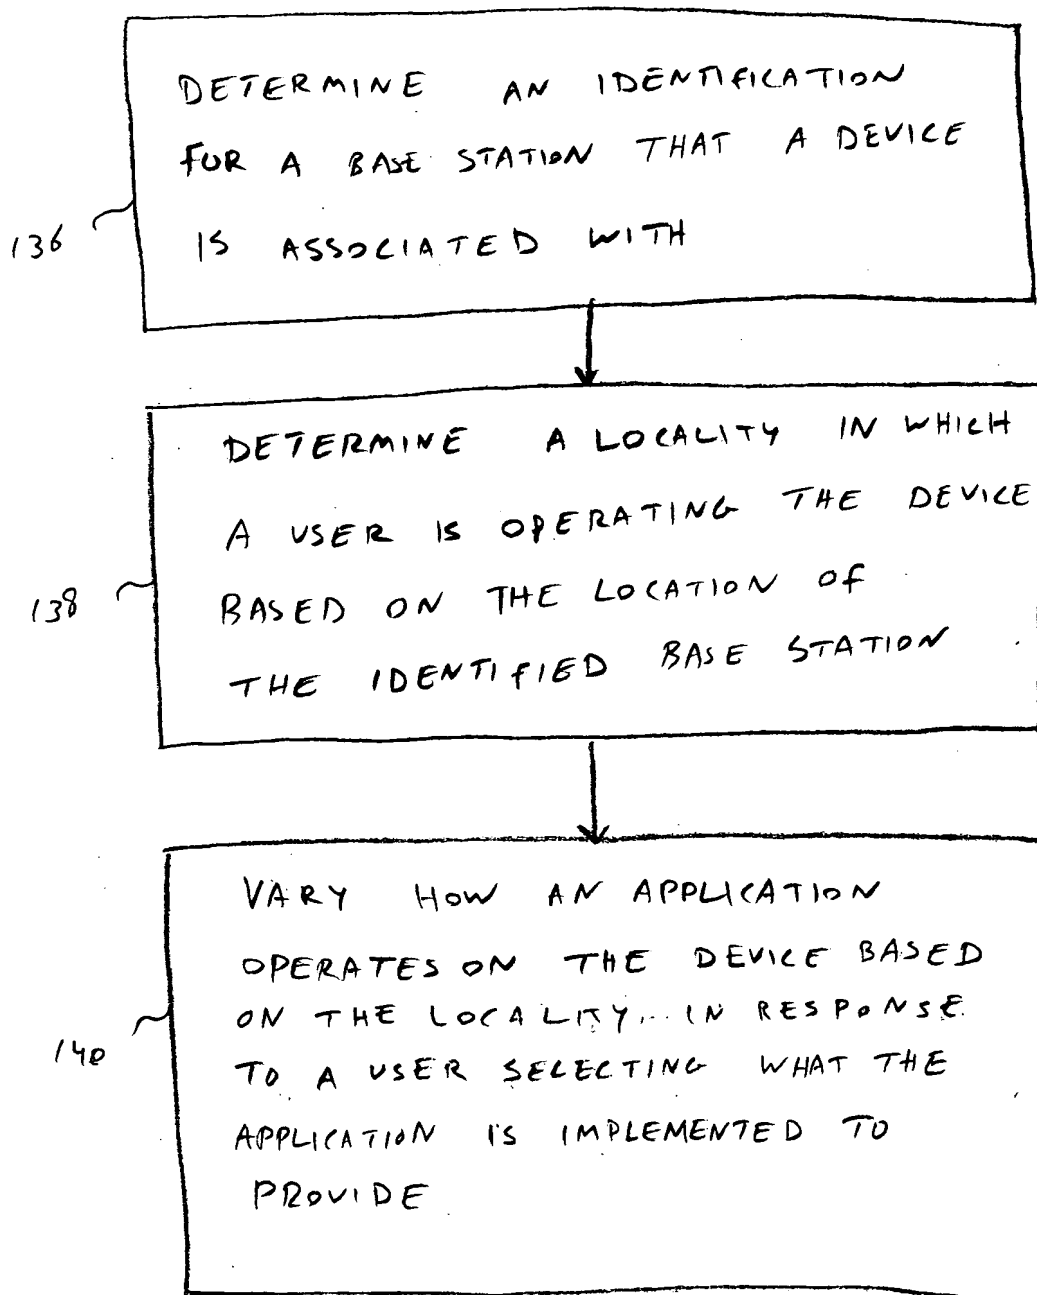 DETERMINE AN IDENTIFICATION
FOR A BASE STATION THAT A DEVICE
IS ASSOCIATED WITH
136
DETERMINE A LOCALITY IN WHICH
A USER IS OPERATING THE DEVICE
BASED ON THE LOCATION OF
THE IDENTIFIED BASE STATION
138
VARY HOW AN APPLICATION
OPERATES ON THE DEVICE BASED
ON THE LOCALITY, IN RESPONSE
TO A USER SELECTING WHAT THE
APPLICATION IS IMPLEMENTED TO
PROVIDE
140